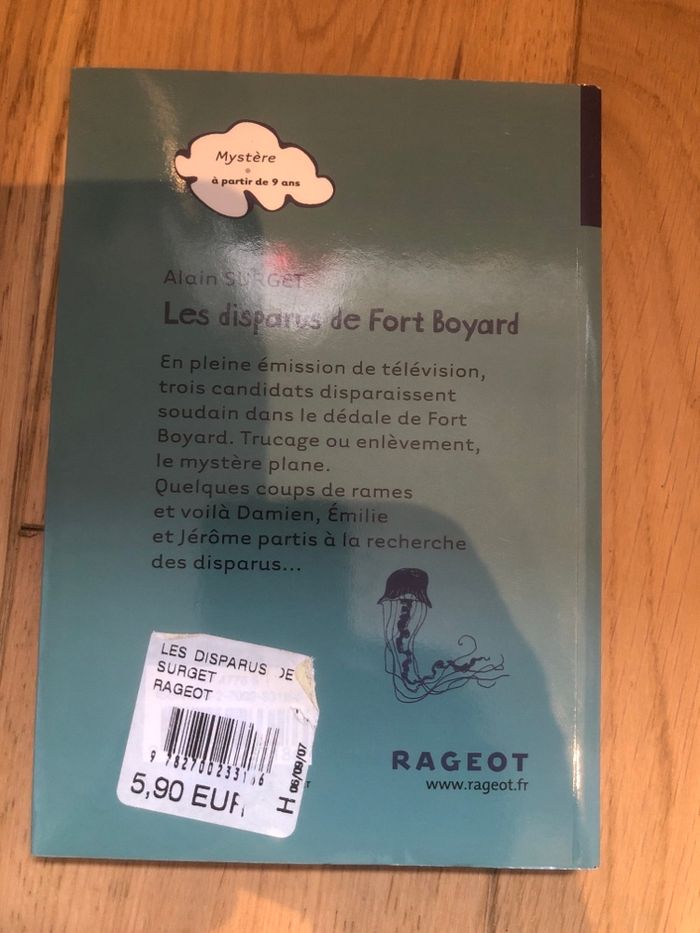 Mystère
à partir de 9 ans
Alain SURGET
Les disparus de Fort Boyard
En pleine émission de télévision,
trois candidats disparaissent
soudain dans le dédale de Fort
Boyard. Trucage ou enlèvement,
le mystère plane.
Quelques coups de rames
et voilà Damien, Émilie
et Jérôme partis à la recherche
des disparus...
LES DISPARUS DE
SURGET
RAGEOT
5,90 EUR
H 06/09/07
RAGEOT
www.rageot.fr